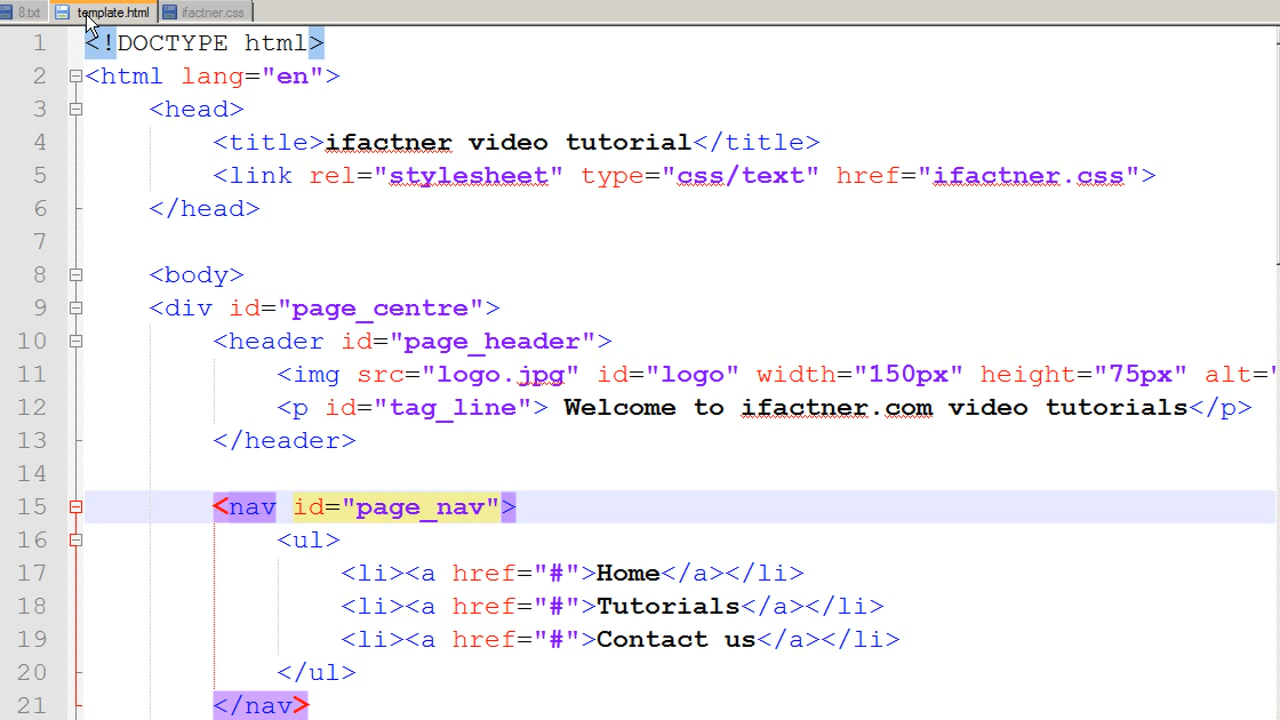 8.txt template.html ifactner.css
1 <!DOCTYPE html>
2 <html lang="en">
3 <head>
4 <title>ifactner video tutorial</title>
5 <link rel="stylesheet" type="css/text" href="ifactner.css">
6 </head>
7
8 <body>
9 <div id="page_centre">
10 <header id="page_header">
11 <img src="logo.jpg" id="logo" width="150px" height="75px" alt="
12 <p id="tag_line"> Welcome to ifactner.com video tutorials</p>
13 </header>
14
15 <nav id="page_nav">
16 <ul>
17 <li><a href="#">Home</a></li>
18 <li><a href="#">Tutorials</a></li>
19 <li><a href="#">Contact us</a></li>
20 </ul>
21 </nav>